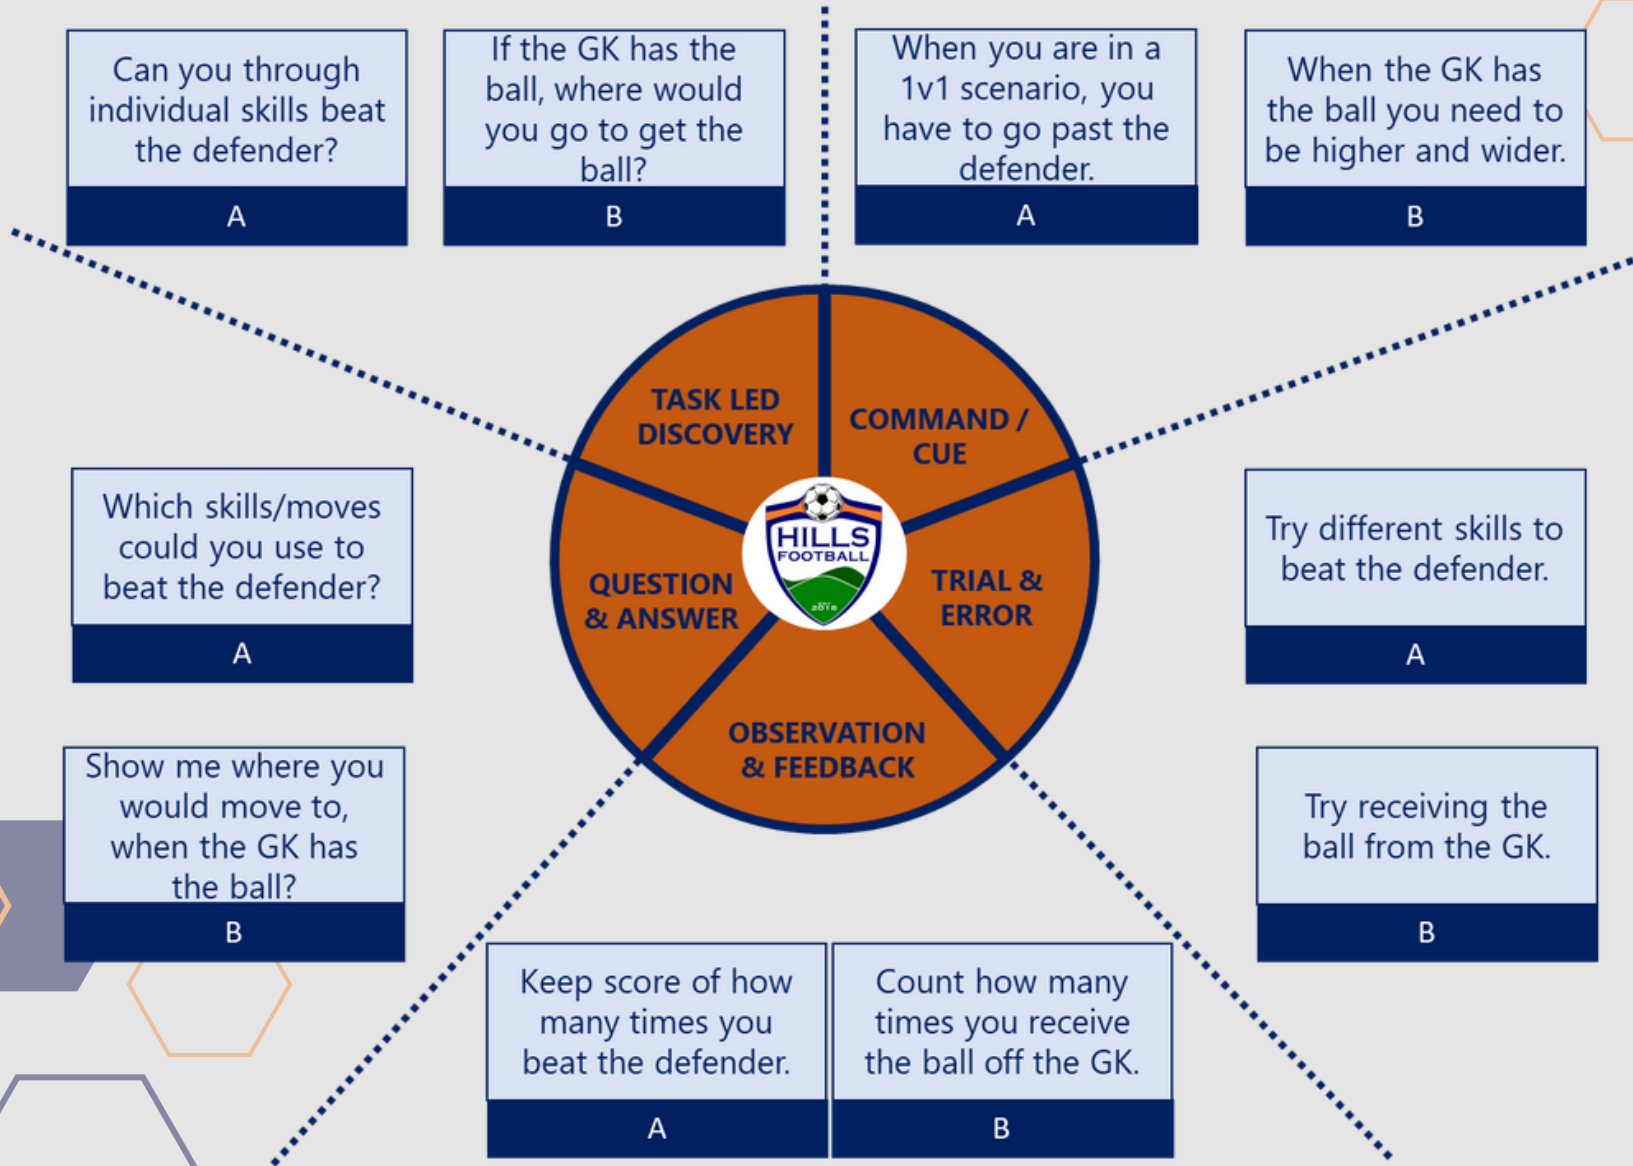 Can you through
individual skills beat
the defender?
A
If the GK has the
ball, where would
you go to get the
ball?
B
When you are in a
1v1 scenario, you
have to go past the
defender.
A
When the GK has
the ball you need to
be higher and wider.
B
TASK LED
DISCOVERY
COMMAND /
CUE
QUESTION
& ANSWER
TRIAL &
ERROR
OBSERVATION
& FEEDBACK
HILLS
FOOTBALL
EST
2016
Which skills/moves
could you use to
beat the defender?
A
Try different skills to
beat the defender.
A
Show me where you
would move to,
when the GK has
the ball?
B
Try receiving the
ball from the GK.
B
Keep score of how
many times you
beat the defender.
A
Count how many
times you receive
the ball off the GK.
B